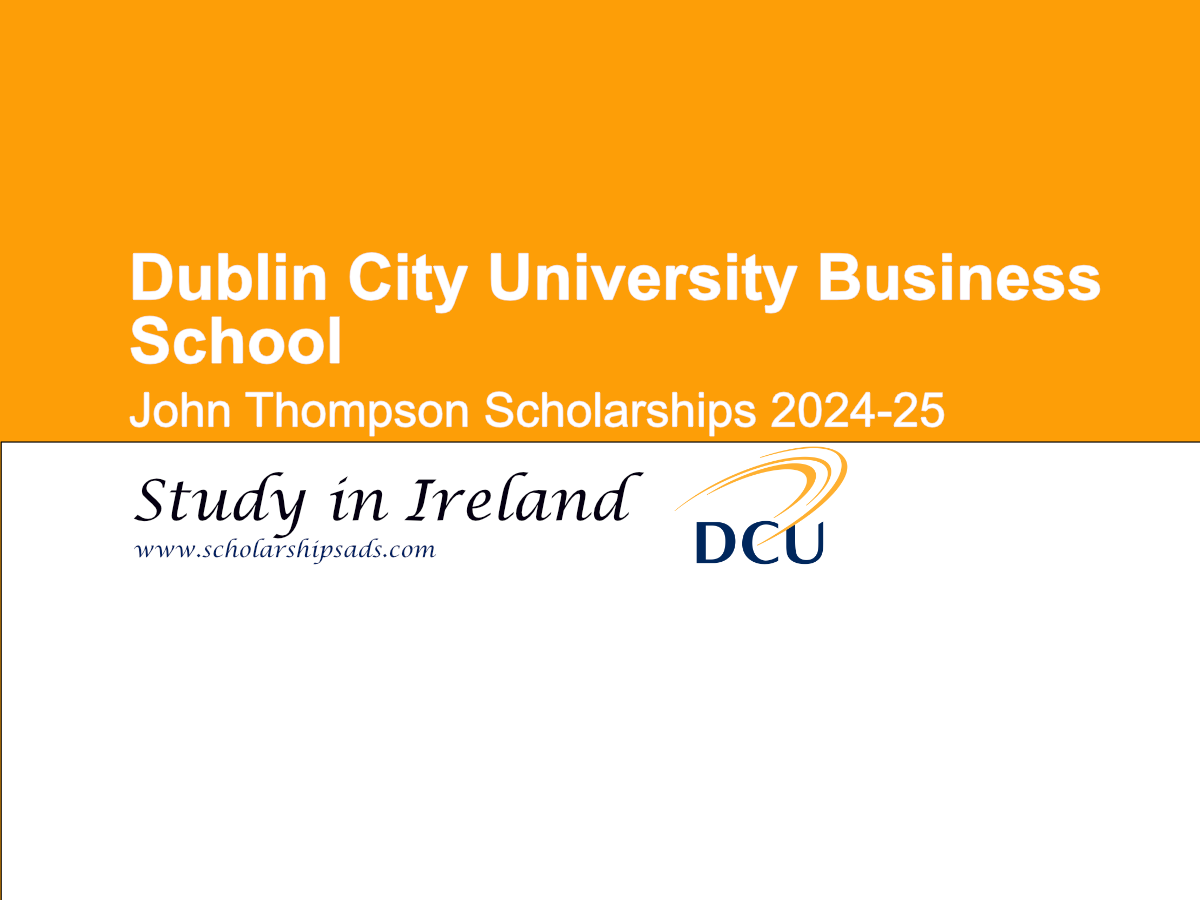 Dublin City University Business
School
John Thompson Scholarships 2024-25
Study in Ireland
www.scholarshipsads.com
DCU